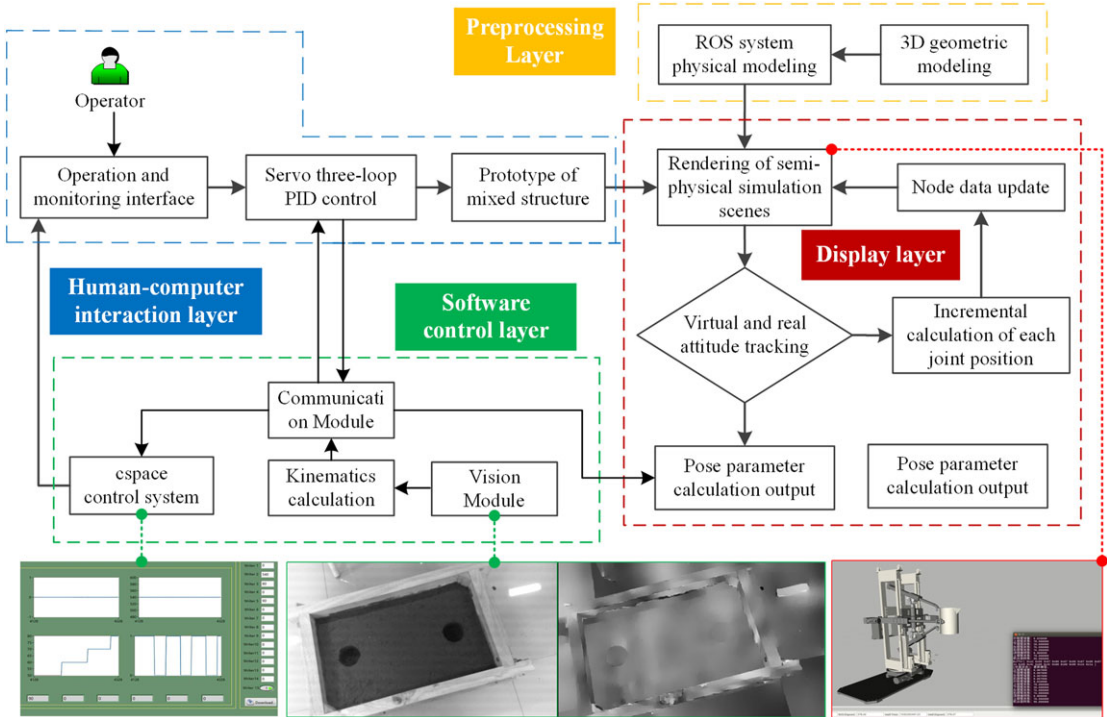 Preprocessing
Layer
ROS system
physical modeling
3D geometric
modeling
Operator
Operation and
monitoring interface
Servo three-loop
PID control
Prototype of
mixed structure
Rendering of semi-
physical simulation
scenes
Node data update
Display layer
Human-computer
interaction layer
Software
control layer
Virtual and real
attitude tracking
Incremental
calculation of each
joint position
Communicati
on Module
cspace
control system
Kinematics
calculation
Vision
Module
Pose parameter
calculation output
Pose parameter
calculation output